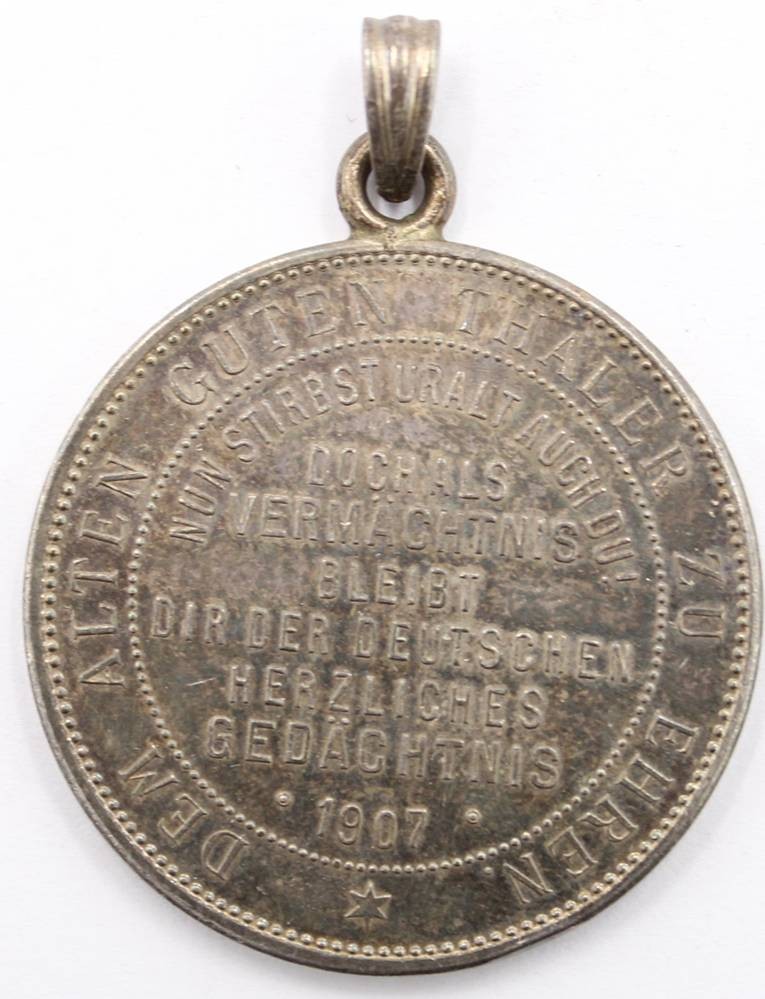 DEM ALTEN GUTEN THALER ZU EHREN
NUN STIRBST URALT AUCH DU!
DOCH ALS
VERMÄCHTNIS
BLEIBT
DIR DER DEUTSCHEN
HERZLICHES
GEDÄCHTNIS
1907